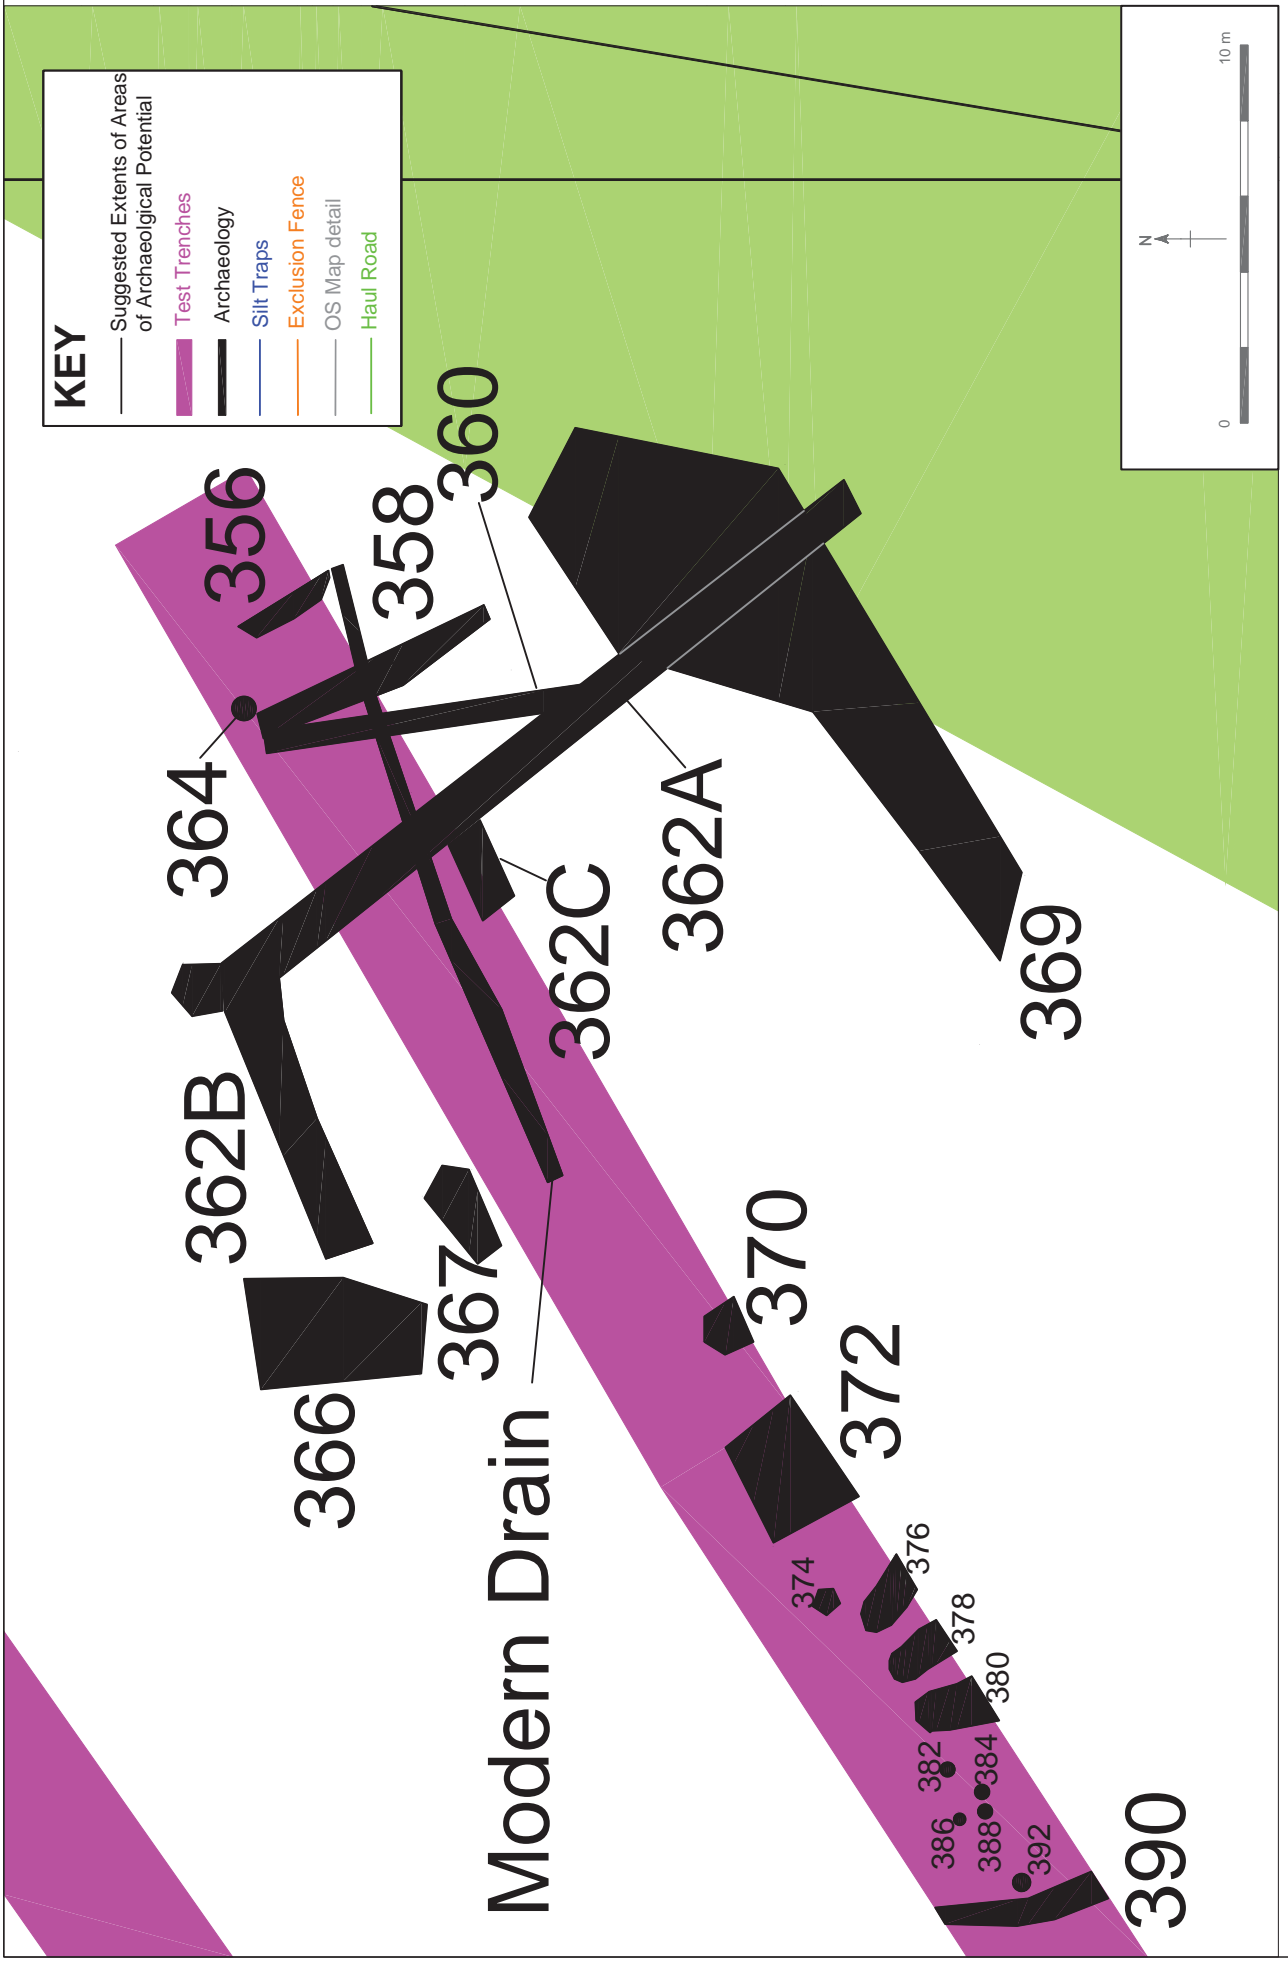 KEY
Suggested Extents of Areas
of Archaeolgical Potential
Test Trenches
Archaeology
Silt Traps
Exclusion Fence
OS Map detail
Haul Road
356
358
360
364
362A
362C
362B
369
366
367
Modern Drain
370
372
374
376
378
380
382
384
386
388
392
390
N
0
10 m